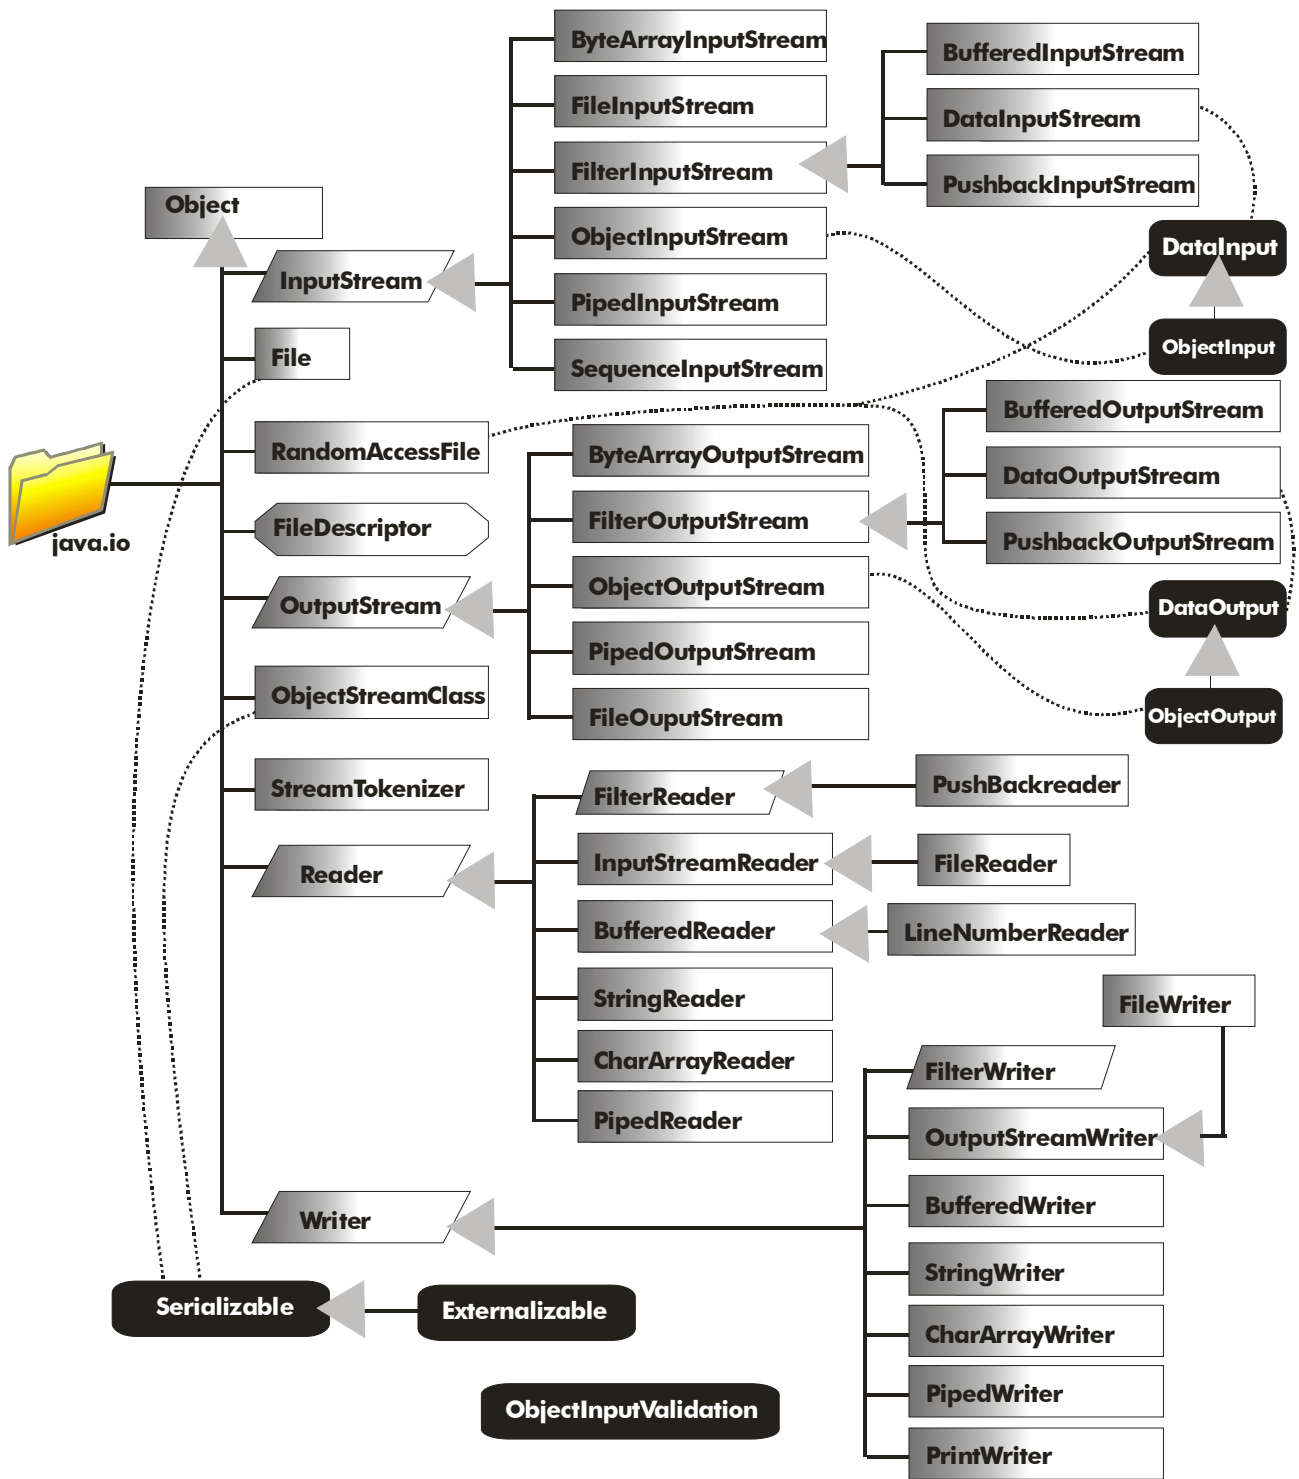 ByteArrayInputStream
FileInputStream
FilterInputStream
ObjectInputStream
PipedInputStream
SequenceInputStream
BufferedInputStream
DataInputStream
PushbackInputStream
Object
InputStream
File
RandomAccessFile
FileDescriptor
OutputStream
ObjectStreamClass
StreamTokenizer
Reader
Writer
java.io
DataInput
ObjectInput
ByteArrayOutputStream
FilterOutputStream
ObjectOutputStream
PipedOutputStream
FileOuputStream
BufferedOutputStream
DataOutputStream
PushbackOutputStream
DataOutput
ObjectOutput
FilterReader
InputStreamReader
BufferedReader
StringReader
CharArrayReader
PipedReader
PushBackreader
FileReader
LineNumberReader
FileWriter
FilterWriter
OutputStreamWriter
BufferedWriter
StringWriter
CharArrayWriter
PipedWriter
PrintWriter
Serializable
Externalizable
ObjectInputValidation